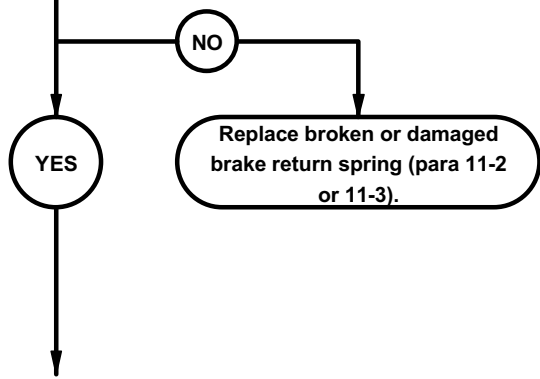 NO
YES
Replace broken or damaged
brake return spring (para 11-2
or 11-3).